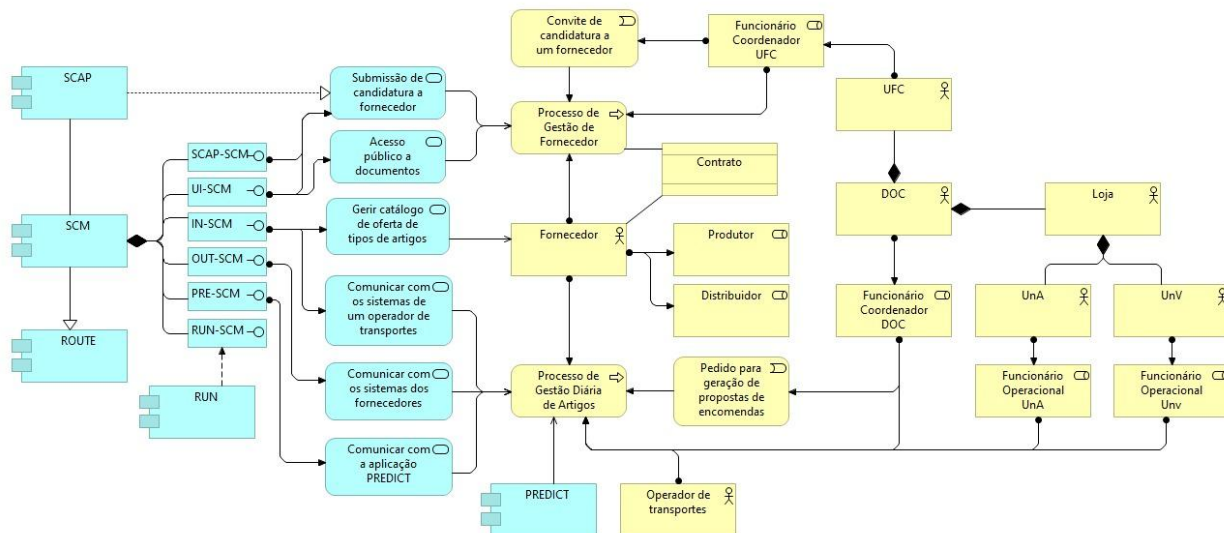 Convite de
candidatura a
um fornecedor
Funcionário
Coordenador
UFC
SCAP
Submissão de
candidatura a
fornecedor
UFC
Processo de
Gestão de
Fornecedor
Acesso
público a
documentos
SCAP-SCM
Contrato
UI-SCM
DOC
Loja
SCM
IN-SCM
Gerir catálogo
de oferta de
tipos de artigos
Fornecedor
Produtor
OUT-SCM
PRE-SCM
Comunicar com
os sistemas de
um operador de
transportes
Distribuidor
Funcionário
Coordenador
DOC
UnA
UnV
RUN-SCM
ROUTE
RUN
Comunicar com
os sistemas dos
fornecedores
Processo de
Gestão Diária
de Artigos
Pedido para
geração de
propostas de
encomendas
Funcionário
Operacional
UnA
Funcionário
Operacional
Unv
Comunicar com
a aplicação
PREDICT
PREDICT
Operador de
transportes